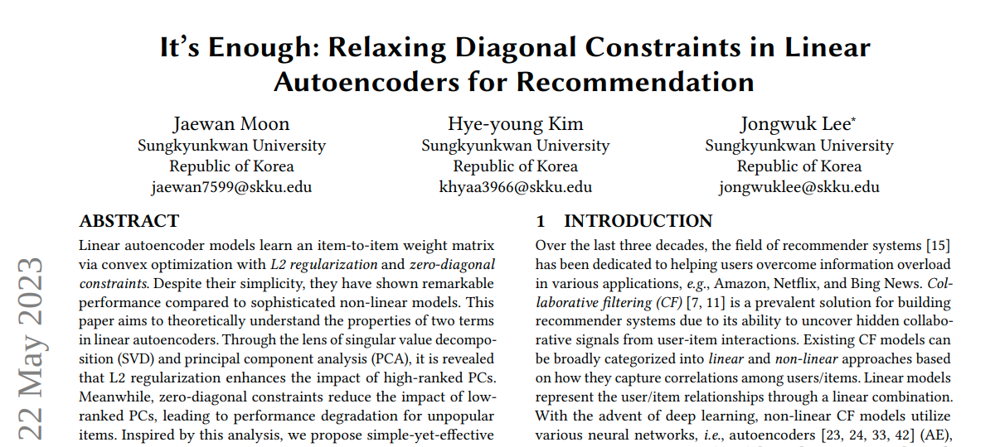 It's Enough: Relaxing Diagonal Constraints in Linear
Autoencoders for Recommendation
Jaewan Moon
Sungkyunkwan University
Republic of Korea
jaewan7599@skku.edu
Hye-young Kim
Sungkyunkwan University
Republic of Korea
khyaa3966@skku.edu
Jongwuk Lee*
Sungkyunkwan University
Republic of Korea
jongwuklee@skku.edu
22 May 2023
ABSTRACT
Linear autoencoder models learn an item-to-item weight matrix
via convex optimization with L2 regularization and zero-diagonal
constraints. Despite their simplicity, they have shown remarkable
performance compared to sophisticated non-linear models. This
paper aims to theoretically understand the properties of two terms
in linear autoencoders. Through the lens of singular value decompo-
sition (SVD) and principal component analysis (PCA), it is revealed
that L2 regularization enhances the impact of high-ranked PCs.
Meanwhile, zero-diagonal constraints reduce the impact of low-
ranked PCs, leading to performance degradation for unpopular
items. Inspired by this analysis, we propose simple-yet-effective
1 INTRODUCTION
Over the last three decades, the field of recommender systems [15]
has been dedicated to helping users overcome information overload
in various applications, e.g., Amazon, Netflix, and Bing News. Col-
laborative filtering (CF) [7, 11] is a prevalent solution for building
recommender systems due to its ability to uncover hidden collabo-
rative signals from user-item interactions. Existing CF models can
be broadly categorized into linear and non-linear approaches based
on how they capture correlations among users/items. Linear models
represent the user/item relationships through a linear combination.
With the advent of deep learning, non-linear CF models utilize
various neural networks, i.e., autoencoders [23, 24, 33, 42] (AE),